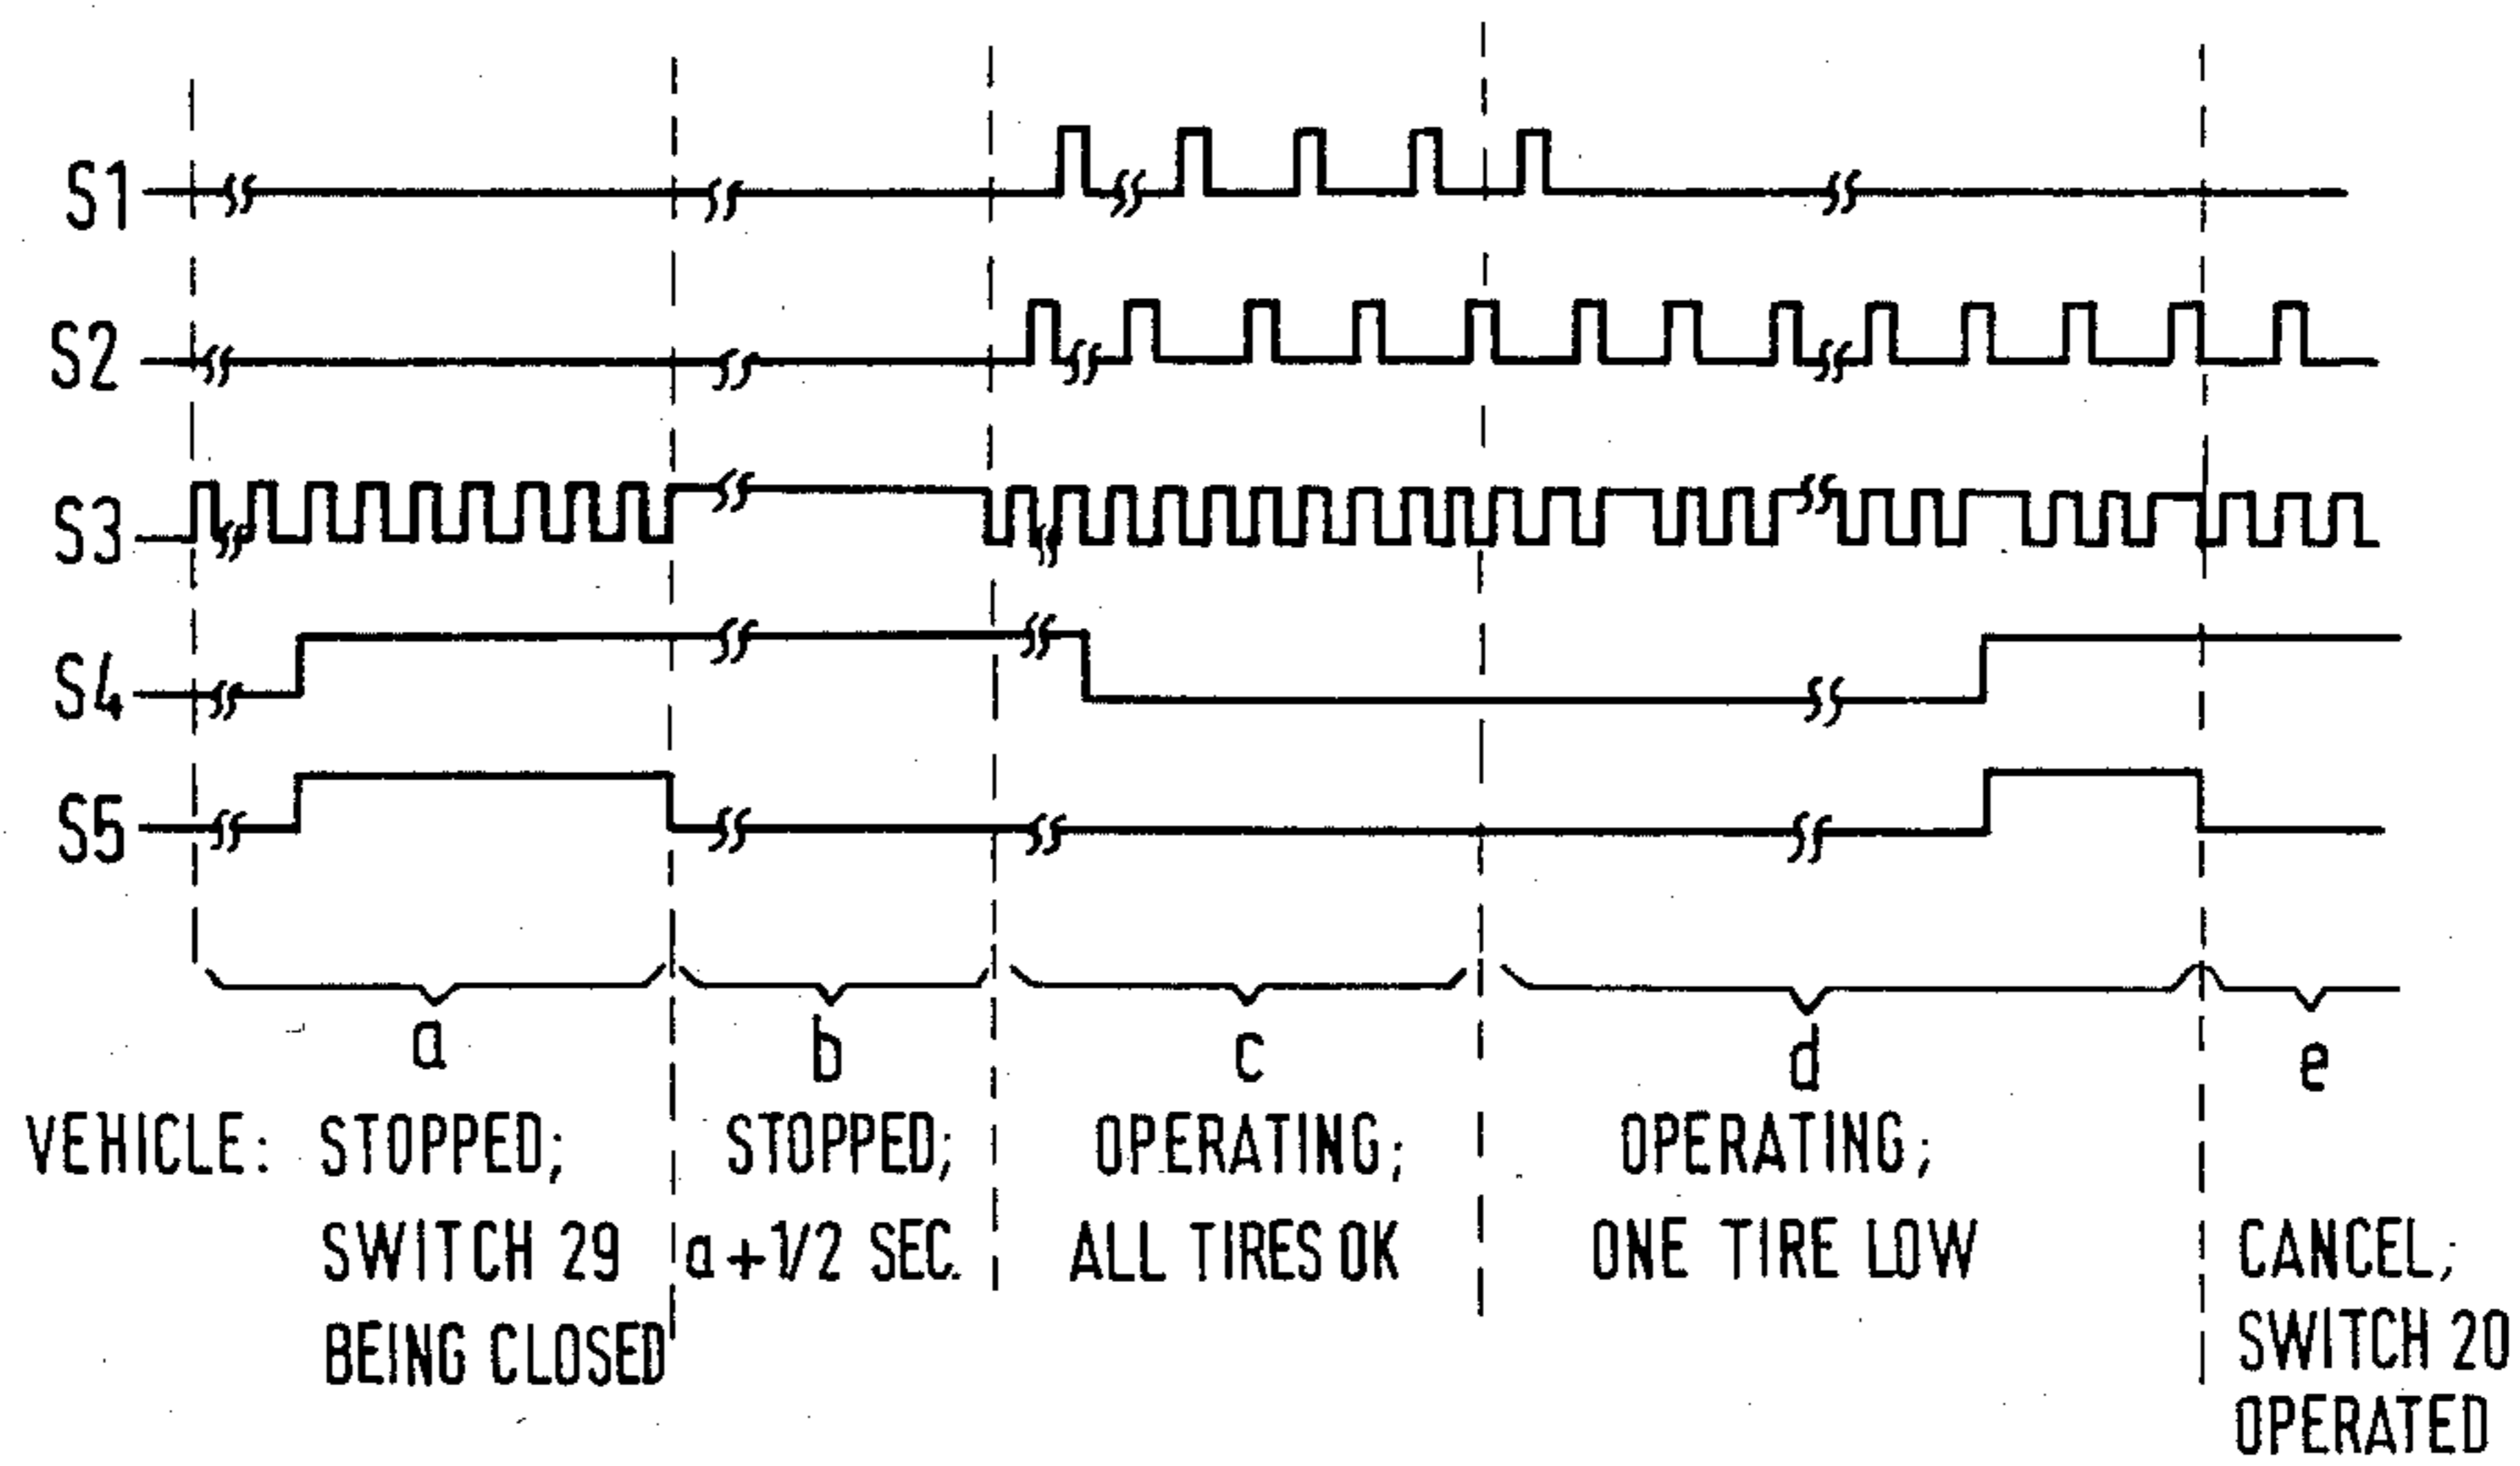 S1
S2
S3
S4
S5
a b c d e
VEHICLE: STOPPED; STOPPED; OPERATING; OPERATING;
SWITCH 29 a+1/2 SEC. ALL TIRES OK ONE TIRE LOW CANCEL;
BEING CLOSED SWITCH 20
OPERATED